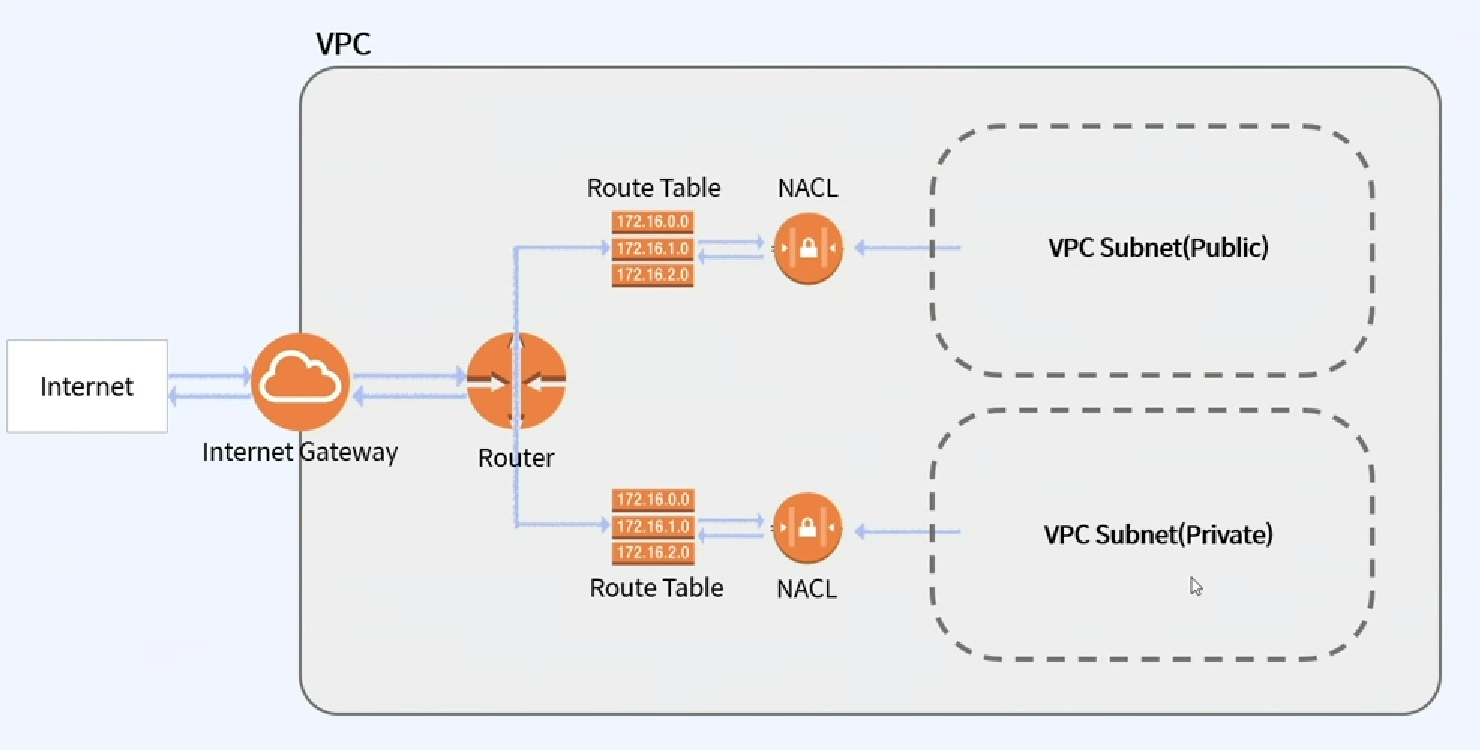 VPC
Route Table
NACL
172.16.0.0
172.16.1.0
172.16.2.0
VPC Subnet(Public)
Internet
Internet Gateway
Router
172.16.0.0
172.16.1.0
172.16.2.0
Route Table
NACL
VPC Subnet(Private)